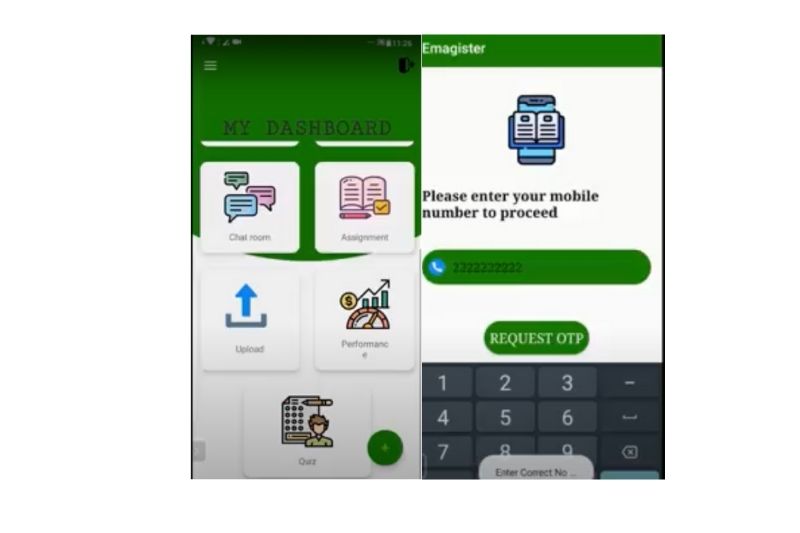 11:26
MY DASHBOARD
Chat room
Assignment
Upload
Performanc
e
Quiz
+
Emagister
Please enter your mobile
number to proceed
REQUEST OTP
1 2 3 -
4 5 6
7 8 9
Enter Correct No ...